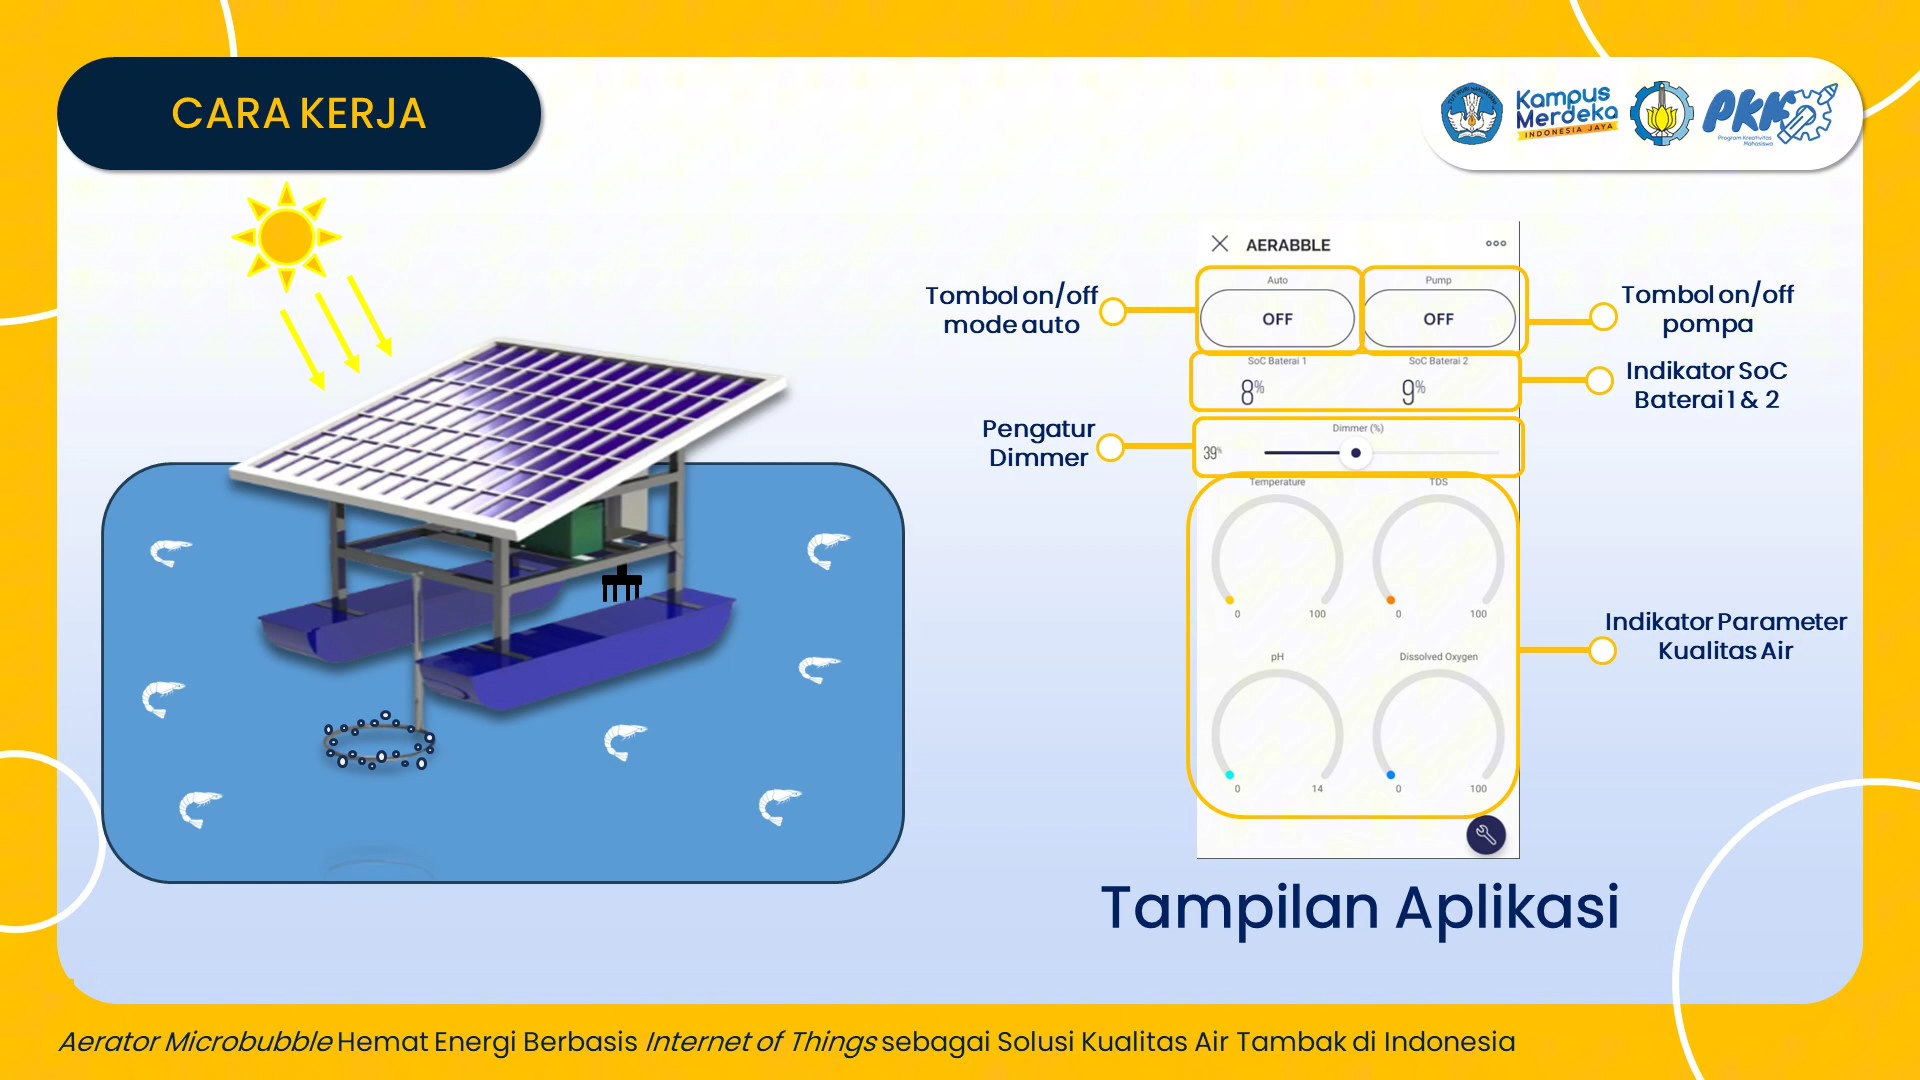 CARA KERJA
Kampus
Merdeka
INDONESIA JAYA
PKM
Program Kreativitas
Mahasiswa
AERABBLE
Auto
Pump
OFF
OFF
SoC Baterai 1
SoC Baterai 2
8%
9%
Dimmer (%)
39%
Temperature
TDS
0
100
0
100
pH
Dissolved Oxygen
0
14
0
100
Tombol on/off
mode auto
Pengatur
Dimmer
Tombol on/off
pompa
Indikator SoC
Baterai 1 & 2
Indikator Parameter
Kualitas Air
Tampilan Aplikasi
Aerator Microbubble Hemat Energi Berbasis Internet of Things sebagai Solusi Kualitas Air Tambak di Indonesia